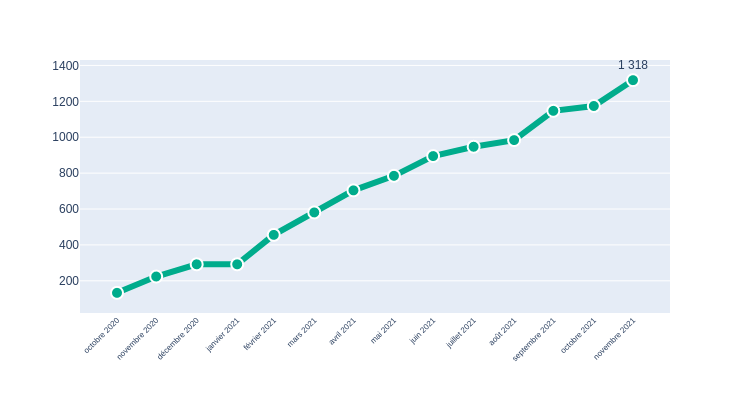 1 318
1400
1200
1000
800
600
400
200
octobre 2020
novembre 2020
décembre 2020
janvier 2021
février 2021
mars 2021
avril 2021
mai 2021
juin 2021
juillet 2021
août 2021
septembre 2021
octobre 2021
novembre 2021